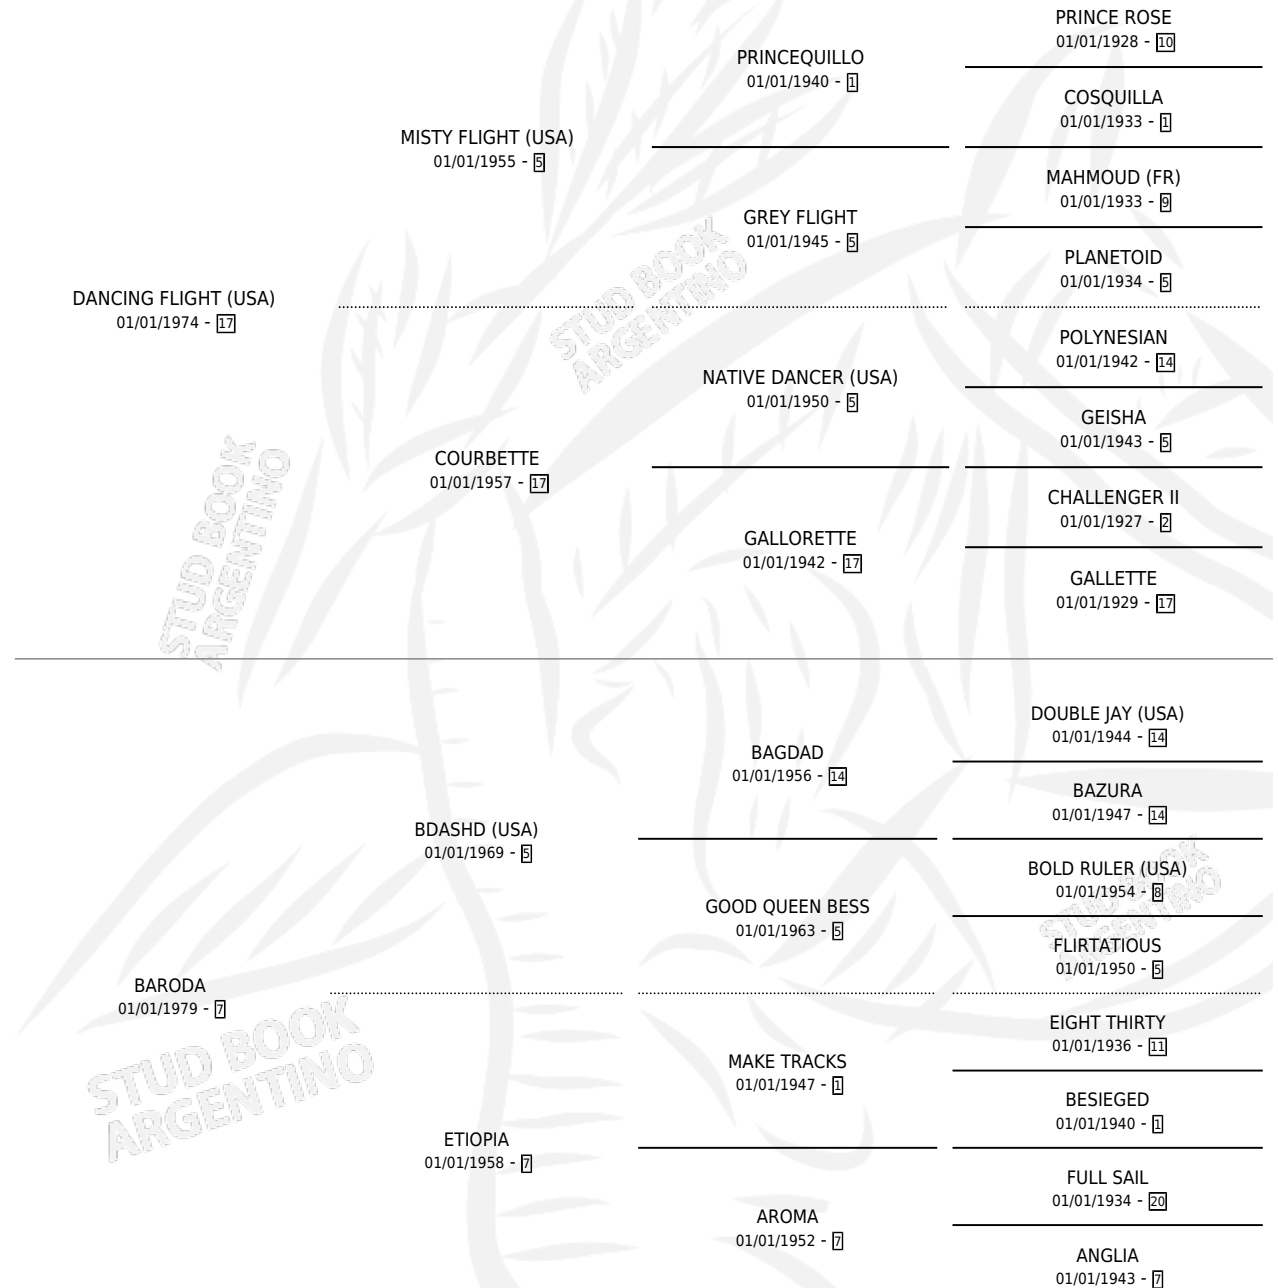 PRINCE ROSE
01/01/1928 - 10
PRINCEQUILLO
01/01/1940 - 1
COSQUILLA
01/01/1933 - 1
MISTY FLIGHT (USA)
01/01/1955 - 5
MAHMOUD (FR)
01/01/1933 - 9
GREY FLIGHT
01/01/1945 - 5
PLANETOID
01/01/1934 - 5
DANCING FLIGHT (USA)
01/01/1974 - 17
POLYNESIAN
01/01/1942 - 14
NATIVE DANCER (USA)
01/01/1950 - 5
GEISHA
01/01/1943 - 5
COURBETTE
01/01/1957 - 17
CHALLENGER II
01/01/1927 - 2
GALLORETTE
01/01/1942 - 17
GALLETTE
01/01/1929 - 17
DOUBLE JAY (USA)
01/01/1944 - 14
BAGDAD
01/01/1956 - 14
BAZURA
01/01/1947 - 14
BDASHD (USA)
01/01/1969 - 5
BOLD RULER (USA)
01/01/1954 - 8
GOOD QUEEN BESS
01/01/1963 - 5
FLIRTATIOUS
01/01/1950 - 5
BARODA
01/01/1979 - 7
EIGHT THIRTY
01/01/1936 - 11
MAKE TRACKS
01/01/1947 - 1
BESIEGED
01/01/1940 - 1
ETIOPIA
01/01/1958 - 7
FULL SAIL
01/01/1934 - 20
AROMA
01/01/1952 - 7
ANGLIA
01/01/1943 - 7
STUD BOOK
ARGENTINO
STUD BOOK
ARGENTINO
STUD BOOK
ARGENTINO
STUD BOOK
ARGENTINO